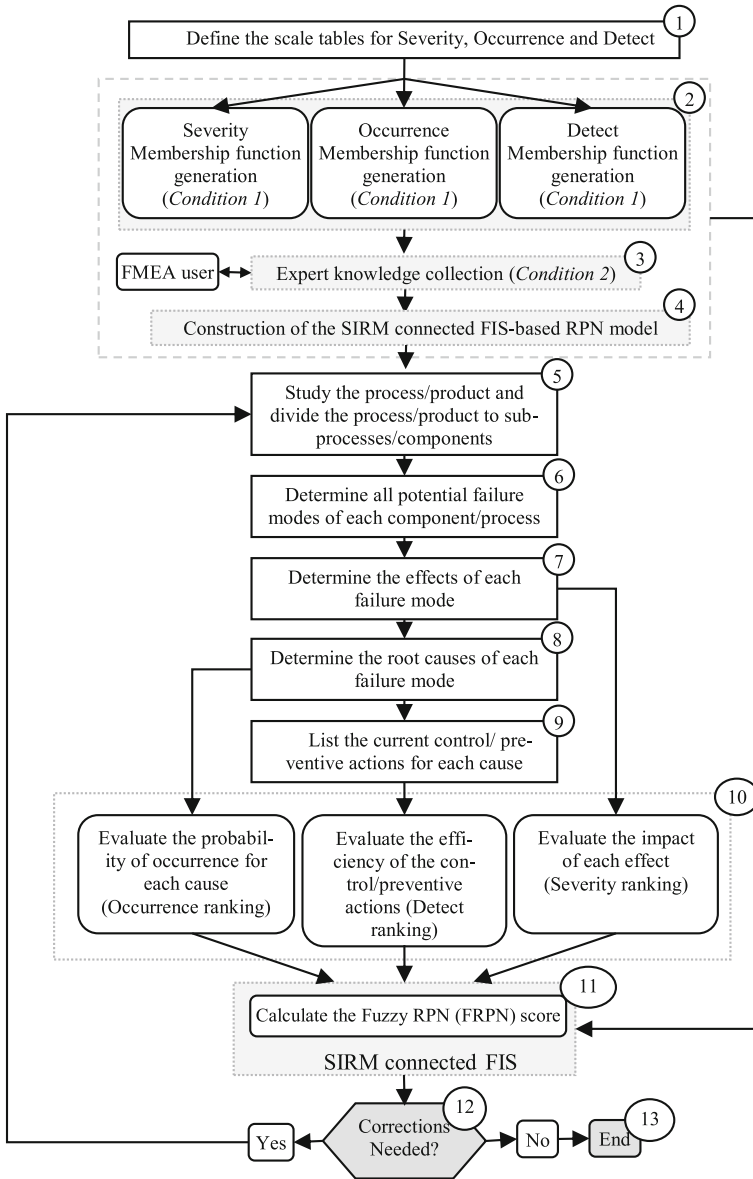 1
Define the scale tables for Severity, Occurrence and Detect
2
Severity
Membership function
generation
(Condition 1)
Occurrence
Membership function
generation
(Condition 1)
Detect
Membership function
generation
(Condition 1)
3
FMEA user
Expert knowledge collection (Condition 2)
4
Construction of the SIRM connected FIS-based RPN model
5
Study the process/product and
divide the process/product to sub-
processes/components
6
Determine all potential failure
modes of each component/process
7
Determine the effects of each
failure mode
8
Determine the root causes of each
failure mode
9
List the current control/ pre-
ventive actions for each cause
10
Evaluate the probabil-
ity of occurrence for
each cause
(Occurrence ranking)
Evaluate the effi-
ciency of the con-
trol/preventive
actions (Detect
ranking)
Evaluate the impact
of each effect
(Severity ranking)
11
Calculate the Fuzzy RPN (FRPN) score
SIRM connected FIS
12
Corrections
Needed?
Yes
No
End
13